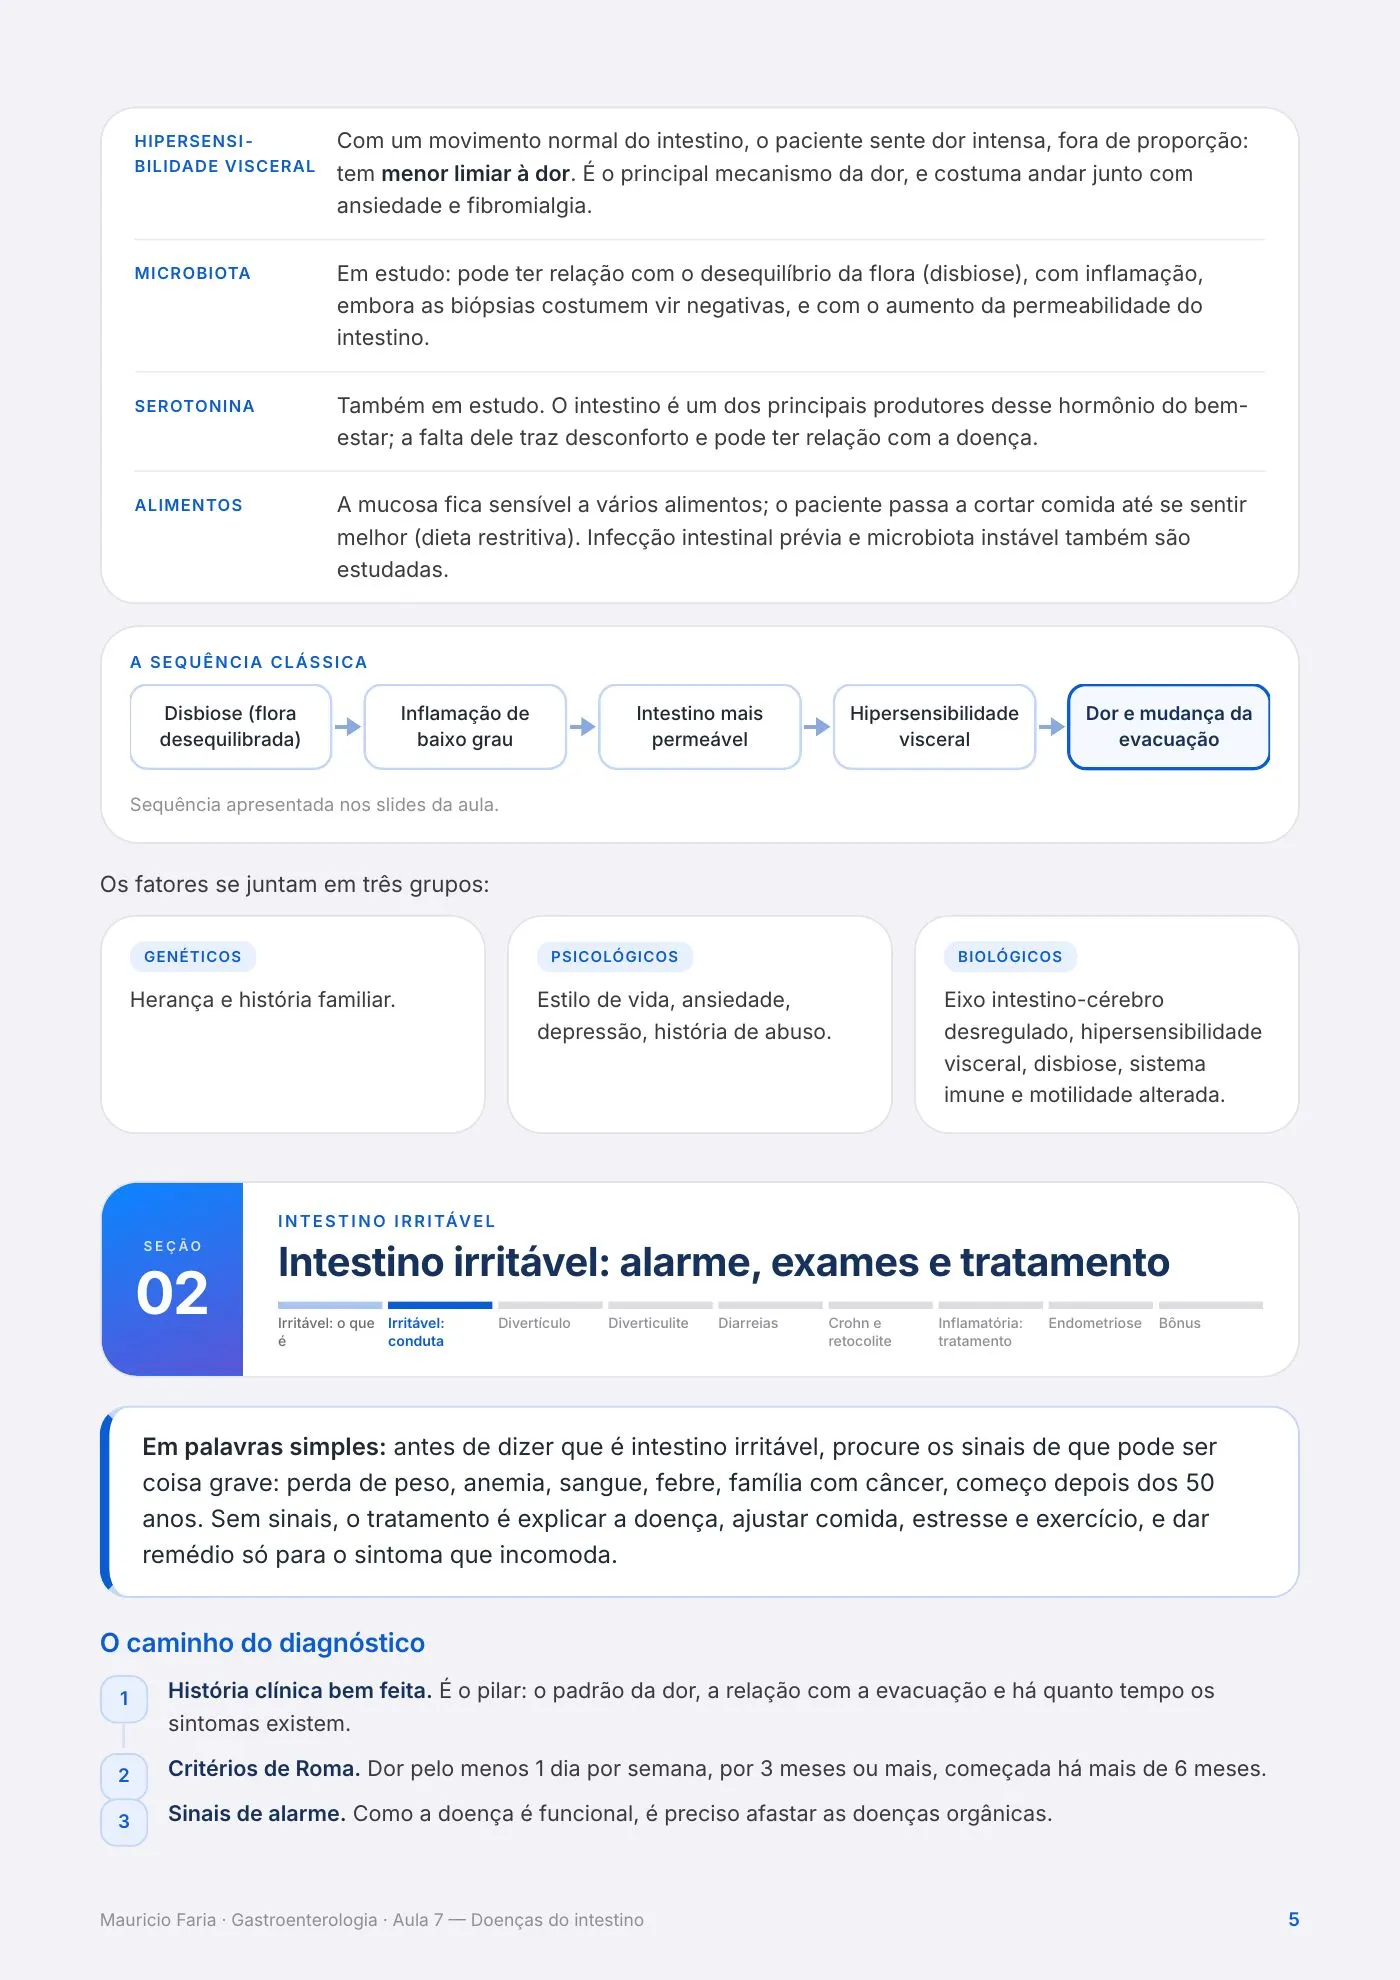 HIPERSENSI-
BILIDADE VISCERAL
Com um movimento normal do intestino, o paciente sente dor intensa, fora de proporção:
tem menor limiar à dor. É o principal mecanismo da dor, e costuma andar junto com
ansiedade e fibromialgia.
MICROBIOTA
Em estudo: pode ter relação com o desequilíbrio da flora (disbiose), com inflamação,
embora as biópsias costumem vir negativas, e com o aumento da permeabilidade do
intestino.
SEROTONINA
Também em estudo. O intestino é um dos principais produtores desse hormônio do bem-
estar; a falta dele traz desconforto e pode ter relação com a doença.
ALIMENTOS
A mucosa fica sensível a vários alimentos; o paciente passa a cortar comida até se sentir
melhor (dieta restritiva). Infecção intestinal prévia e microbiota instável também são
estudadas.
A SEQUÊNCIA CLÁSSICA
Disbiose (flora
desequilibrada)
Inflamação de
baixo grau
Intestino mais
permeável
Hipersensibilidade
visceral
Dor e mudança da
evacuação
Sequência apresentada nos slides da aula.
Os fatores se juntam em três grupos:
GENÉTICOS
Herança e história familiar.
PSICOLÓGICOS
Estilo de vida, ansiedade,
depressão, história de abuso.
BIOLÓGICOS
Eixo intestino-cérebro
desregulado, hipersensibilidade
visceral, disbiose, sistema
imune e motilidade alterada.
SEÇÃO
02
INTESTINO IRRITÁVEL
Intestino irritável: alarme, exames e tratamento
Irritável: o que
é
Irritável:
conduta
Divertículo
Diverticulite
Diarreias
Crohn e
retocolite
Inflamatória:
tratamento
Endometriose
Bônus
Em palavras simples: antes de dizer que é intestino irritável, procure os sinais de que pode ser
coisa grave: perda de peso, anemia, sangue, febre, família com câncer, começo depois dos 50
anos. Sem sinais, o tratamento é explicar a doença, ajustar comida, estresse e exercício, e dar
remédio só para o sintoma que incomoda.
O caminho do diagnóstico
1
História clínica bem feita. É o pilar: o padrão da dor, a relação com a evacuação e há quanto tempo os
sintomas existem.
2
Critérios de Roma. Dor pelo menos 1 dia por semana, por 3 meses ou mais, começada há mais de 6 meses.
3
Sinais de alarme. Como a doença é funcional, é preciso afastar as doenças orgânicas.
Mauricio Faria · Gastroenterologia · Aula 7 — Doenças do intestino
5